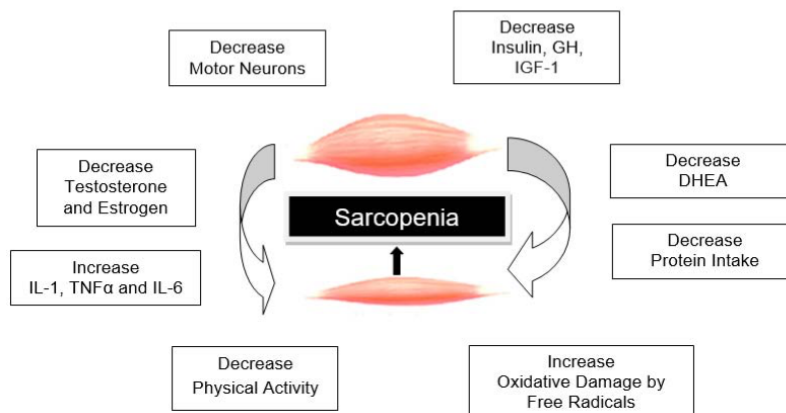 Decrease
Motor Neurons
Decrease
Insulin, GH,
IGF-1
Decrease
Testosterone
and Estrogen
Decrease
DHEA
Sarcopenia
Increase
IL-1, TNFα and IL-6
Decrease
Protein Intake
Decrease
Physical Activity
Increase
Oxidative Damage by
Free Radicals